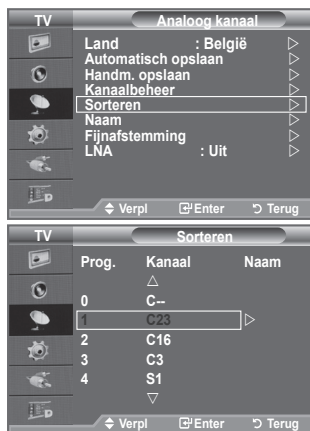 TV Analoog kanaal
Land : België
Automatisch opslaan
Handm. opslaan
Kanaalbeheer
Sorteren
Naam
Fijnafstemming
LNA : Uit
Verpl Enter Terug
TV Sorteren
Prog. Kanaal Naam
0 C--
1 C23
2 C16
3 C3
4 S1
Verpl Enter Terug